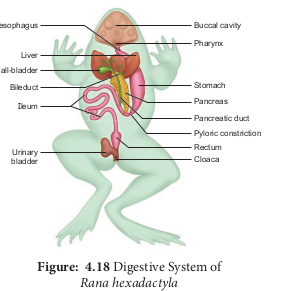 esophagus
Liver
all-bladder
Bileduct
Ileum
Urinary
bladder
Buccal cavity
Pharynx
Stomach
Pancreas
Pancreatic duct
Pyloric constriction
Rectum
Cloaca
Figure: 4.18 Digestive System of
Rana hexadactyla